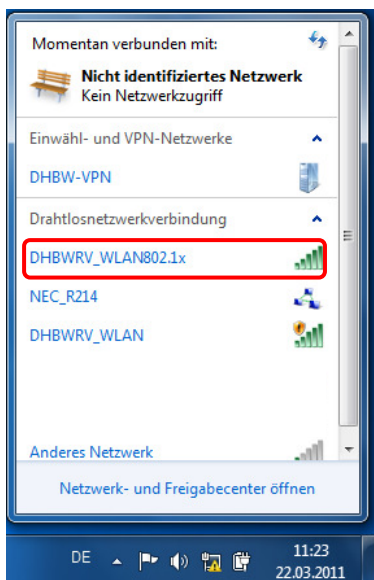 Momentan verbunden mit:
Nicht identifiziertes Netzwerk
Kein Netzwerkzugriff
Einwähl- und VPN-Netzwerke
DHBW-VPN
Drahtlosnetzwerkverbindung
DHBWRV_WLAN802.1x
NEC_R214
DHBWRV_WLAN
Anderes Netzwerk
Netzwerk- und Freigabecenter öffnen
DE
11:23
22.03.2011